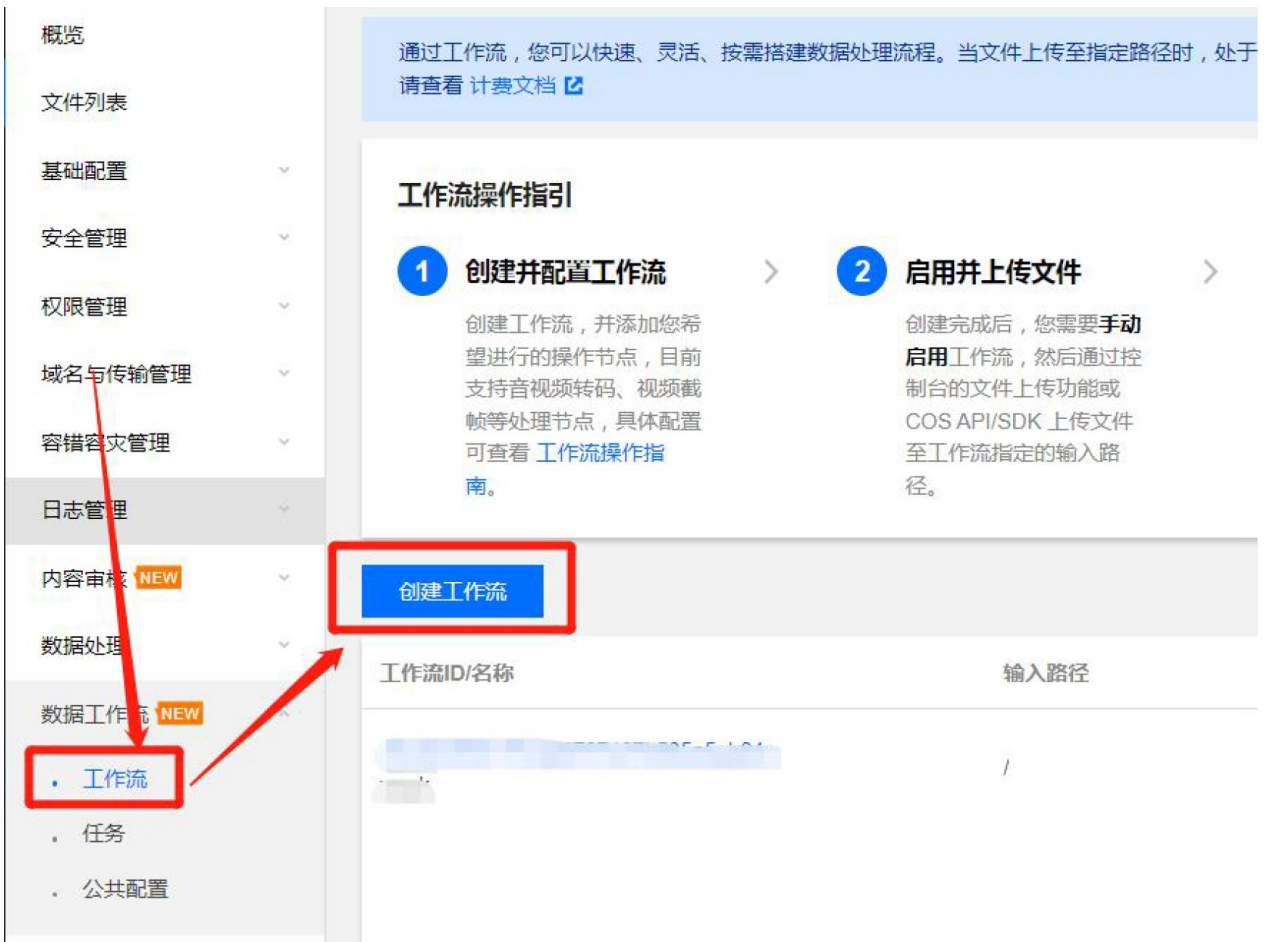 概览
文件列表
基础配置
安全管理
权限管理
域名与传输管理
容错容灾管理
日志管理
内容审核 NEW
数据处理
数据工作流 NEW
工作流
任务
公共配置
通过工作流，您可以快速、灵活、按需搭建数据处理流程。当文件上传至指定路径时，处于
请查看 计费文档
工作流操作指引
1 创建并配置工作流
创建工作流，并添加您希
望进行的操作节点，目前
支持音视频转码、视频截
帧等处理节点，具体配置
可查看 工作流操作指
南。
2 启用并上传文件
创建完成后，您需要手动
启用工作流，然后通过控
制台的文件上传功能或
COS API/SDK 上传文件
至工作流指定的输入路
径。
创建工作流
工作流ID/名称
输入路径
/